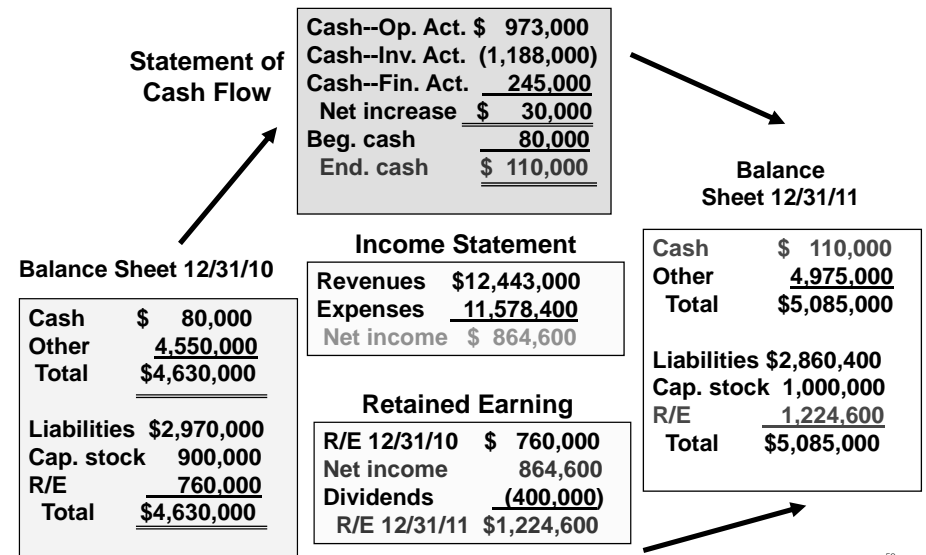 Statement of
Cash Flow
Cash--Op. Act. $ 973,000
Cash--Inv. Act. (1,188,000)
Cash--Fin. Act. 245,000
Net increase $ 30,000
Beg. cash 80,000
End. cash $ 110,000
Balance Sheet 12/31/10
Cash $ 80,000
Other 4,550,000
Total $4,630,000
Liabilities $2,970,000
Cap. stock 900,000
R/E 760,000
Total $4,630,000
Income Statement
Revenues $12,443,000
Expenses 11,578,400
Net income $ 864,600
Retained Earning
R/E 12/31/10 $ 760,000
Net income 864,600
Dividends (400,000)
R/E 12/31/11 $1,224,600
Balance
Sheet 12/31/11
Cash $ 110,000
Other 4,975,000
Total $5,085,000
Liabilities $2,860,400
Cap. stock 1,000,000
R/E 1,224,600
Total $5,085,000